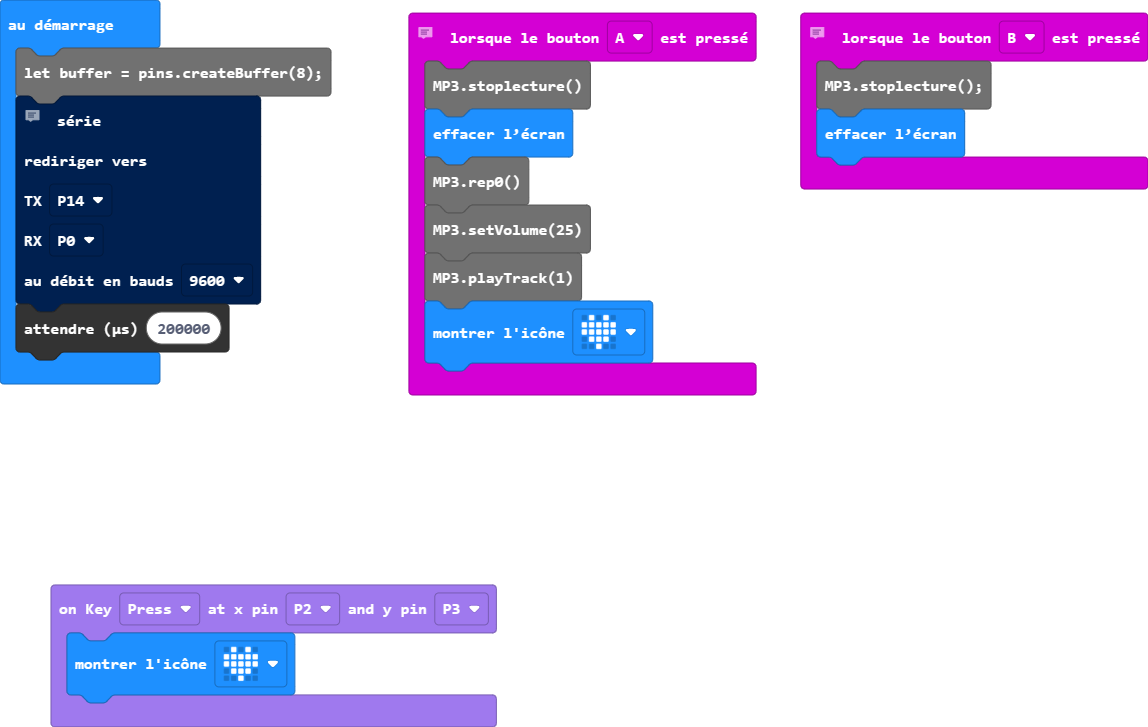 au démarrage
let buffer = pins.createBuffer(8);
série
rediriger vers
TX P14
RX P0
au débit en bauds 9600
attendre (µs) 200000
lorsque le bouton A est pressé
MP3.stoplecture()
effacer l’écran
MP3.rep0()
MP3.setVolume(25)
MP3.playTrack(1)
montrer l'icône
lorsque le bouton B est pressé
MP3.stoplecture();
effacer l’écran
on Key Press at x pin P2 and y pin P3
montrer l'icône